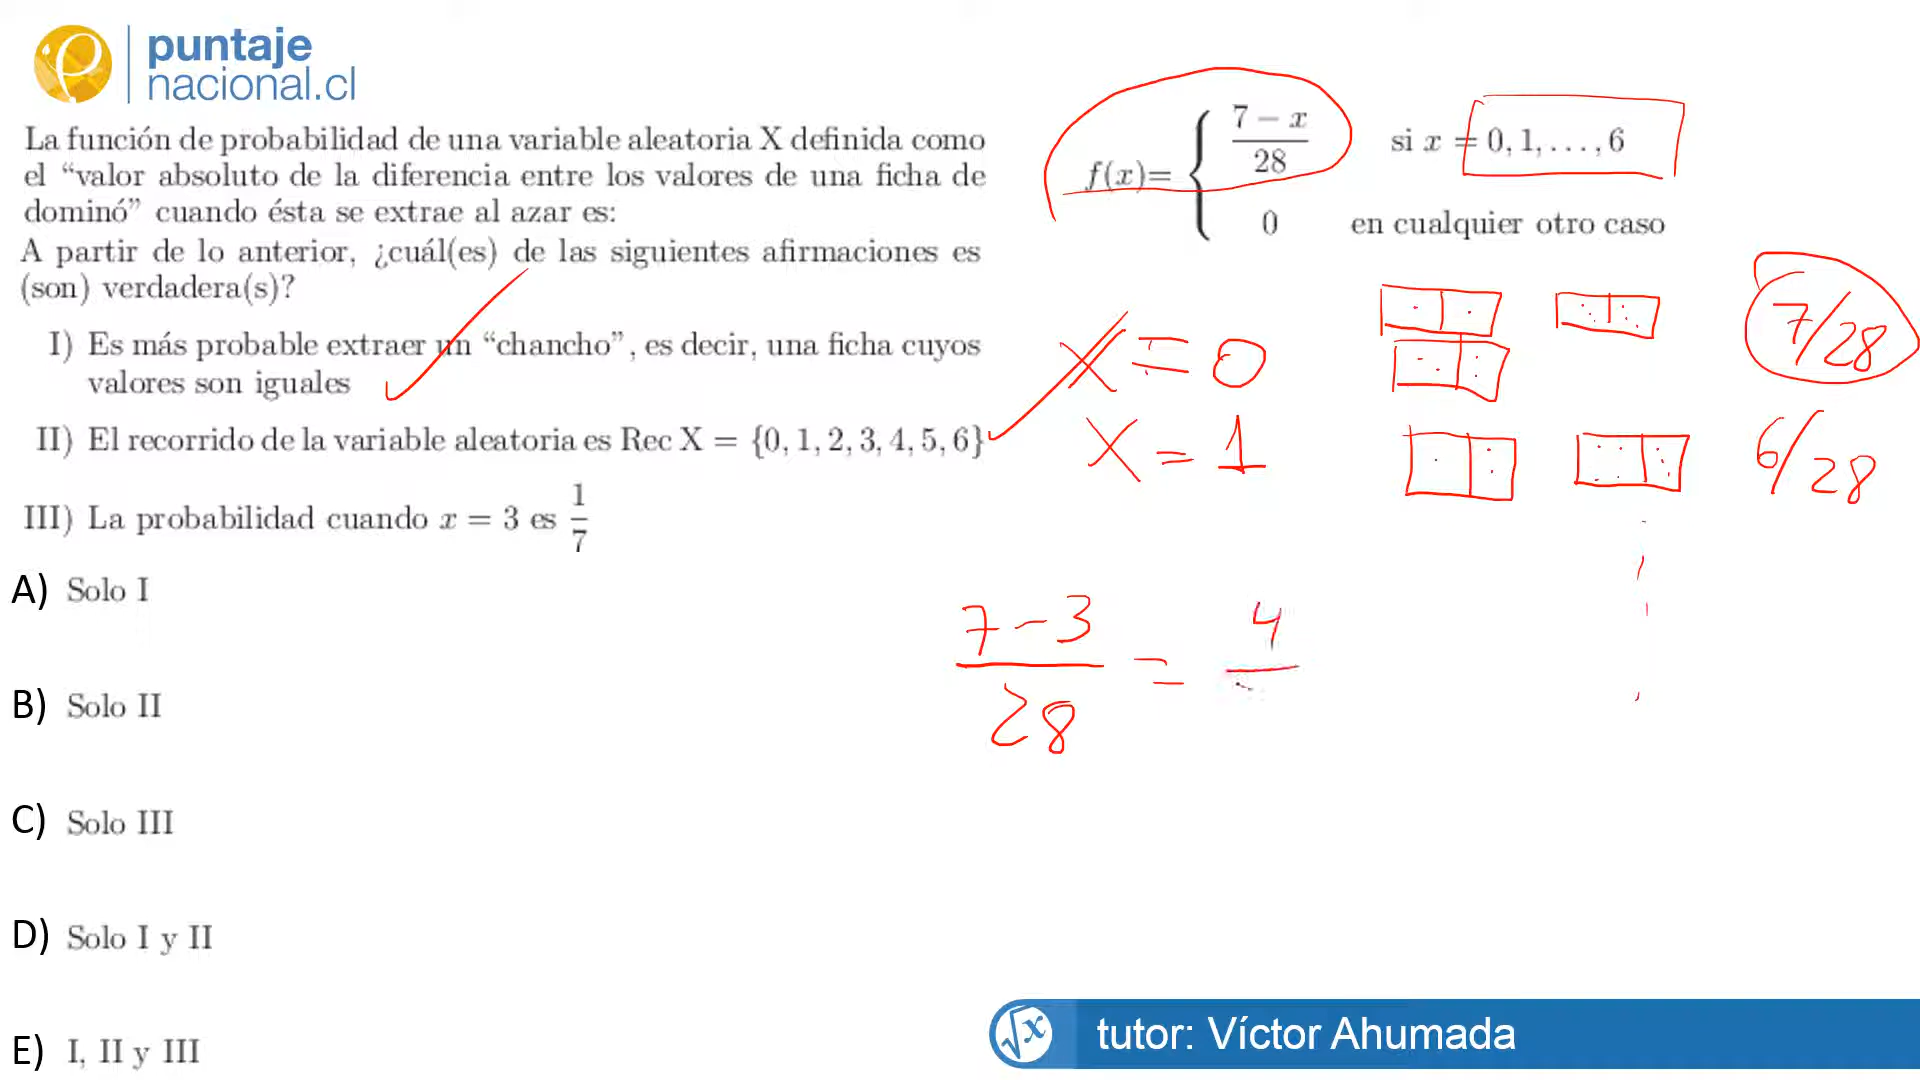 puntaje
nacional.cl
La función de probabilidad de una variable aleatoria X definida como
el “valor absoluto de la diferencia entre los valores de una ficha de
dominó” cuando ésta se extrae al azar es:
A partir de lo anterior, ¿cuál(es) de las siguientes afirmaciones es
(son) verdadera(s)?
I) Es más probable extraer un “chancho”, es decir, una ficha cuyos
valores son iguales
II) El recorrido de la variable aleatoria es Rec X = {0, 1, 2, 3, 4, 5, 6}
III) La probabilidad cuando x = 3 es 1/7
A) Solo I
B) Solo II
C) Solo III
D) Solo I y II
E) I, II y III
f(x)= { (7 − x)/28 si x = 0, 1, . . . , 6
0 en cualquier otro caso
X = 0 7/28
X = 1 6/28
(7 − 3)/28 = 4
√x tutor: Víctor Ahumada